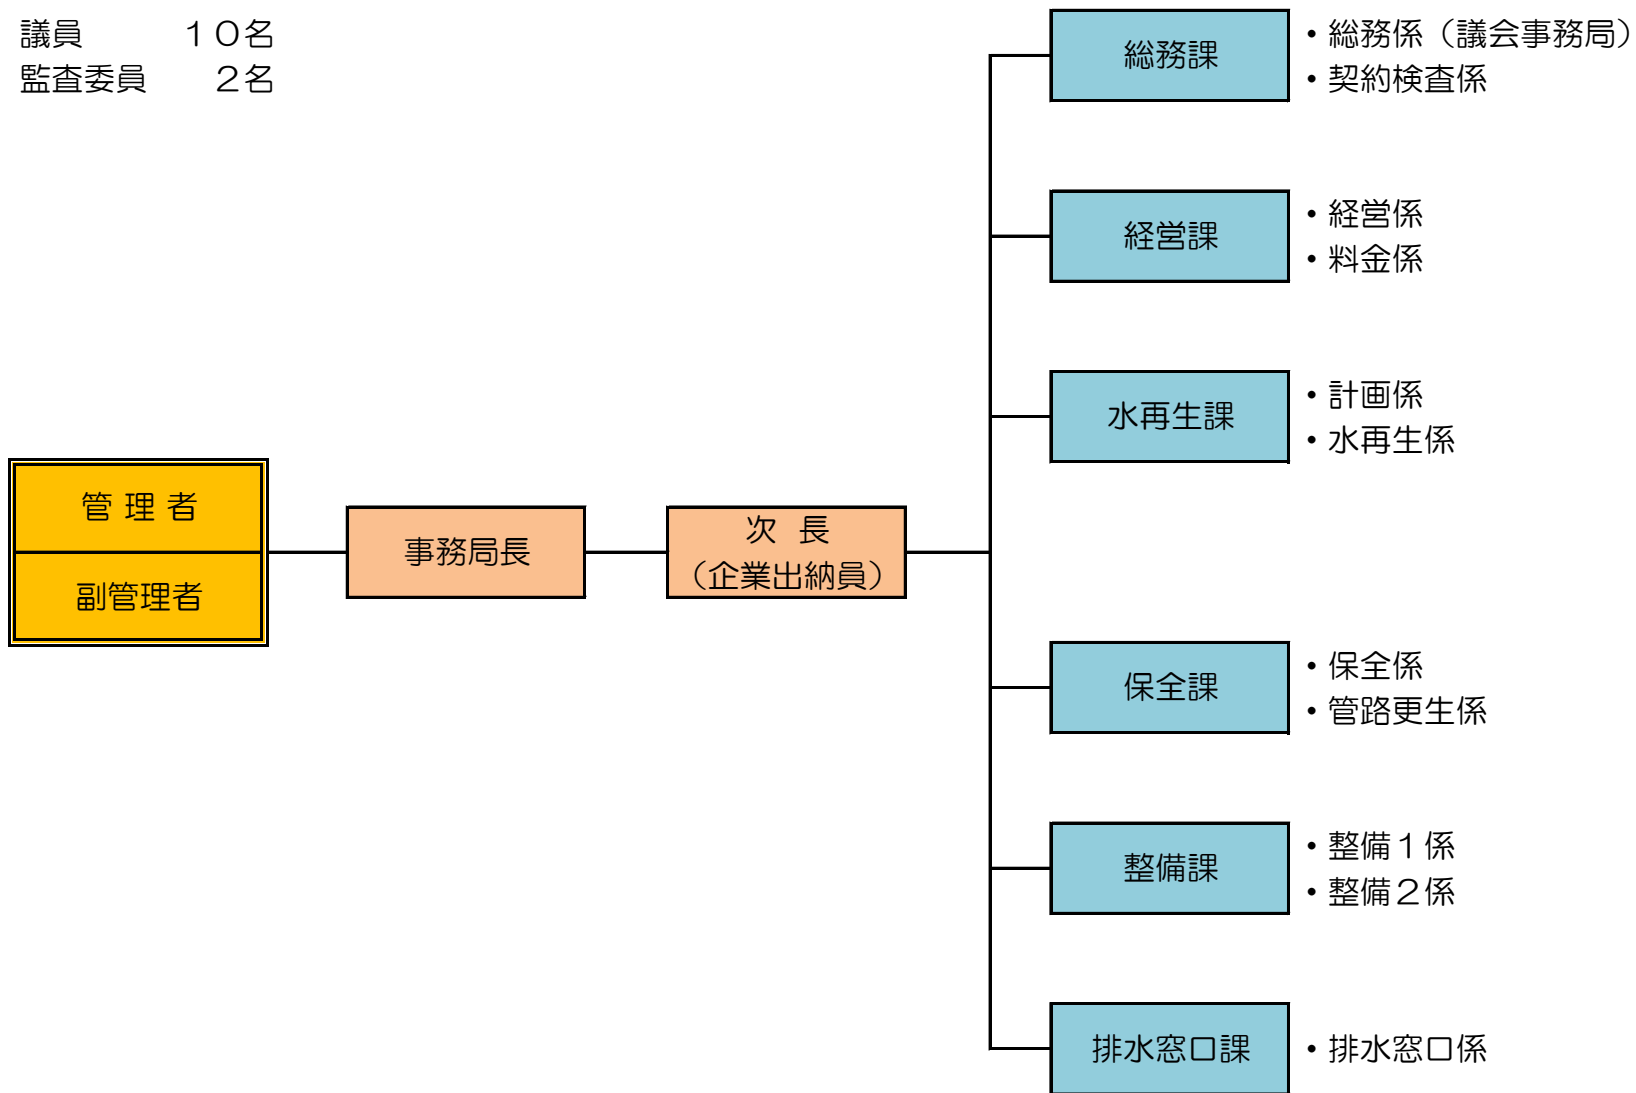 議員　　　１０名
監査委員　　２名
総務課
・総務係（議会事務局）
・契約検査係
経営課
・経営係
・料金係
水再生課
・計画係
・水再生係
管 理 者
副管理者
事務局長
次 長
（企業出納員）
保全課
・保全係
・管路更生係
整備課
・整備１係
・整備２係
排水窓口課
・排水窓口係